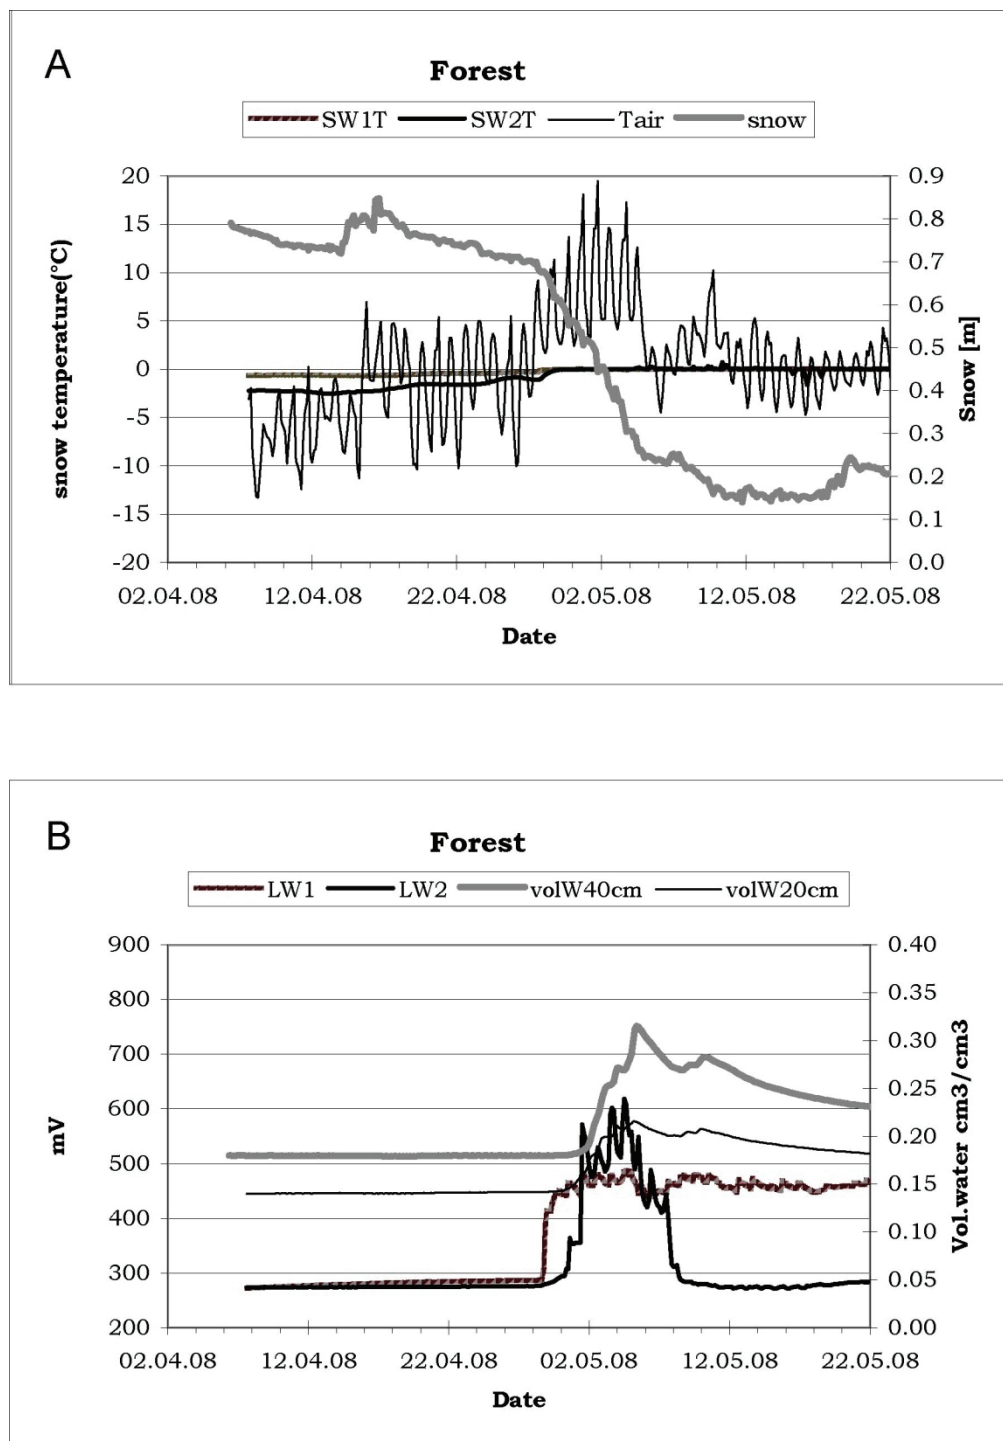 A
Forest
SW1T SW2T Tair snow
20 0.9
15 0.8
10 0.7
5 0.6
0 0.5
-5 0.4
-10 0.3
-15 0.2
-20 0.1
0.0
snow temperature(°C)
Snow [m]
02.04.08 12.04.08 22.04.08 02.05.08 12.05.08 22.05.08
Date
B
Forest
LW1 LW2 volW40cm volW20cm
900 0.40
800 0.35
700 0.30
600 0.25
500 0.20
400 0.15
300 0.10
200 0.05
0.00
mV
Vol.water cm3/cm3
02.04.08 12.04.08 22.04.08 02.05.08 12.05.08 22.05.08
Date